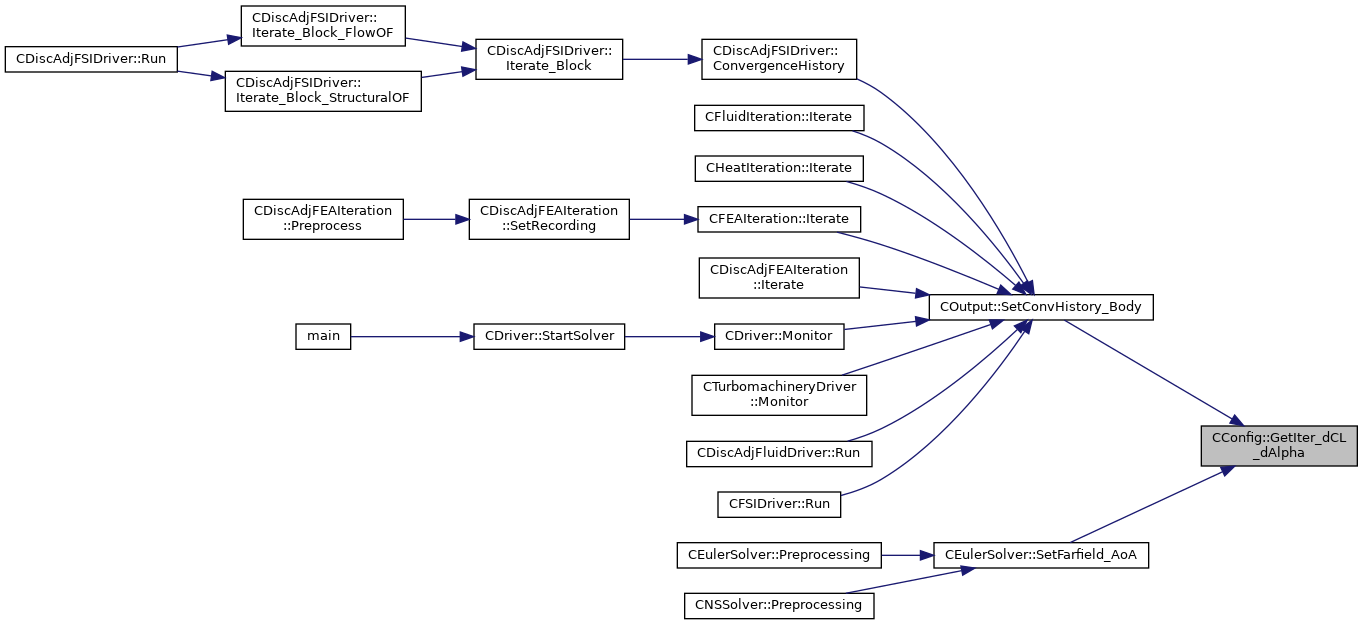 CDiscAdjFSIDriver::Run
CDiscAdjFSIDriver::
Iterate_Block_FlowOF
CDiscAdjFSIDriver::
Iterate_Block_StructuralOF
CDiscAdjFSIDriver::
Iterate_Block
CDiscAdjFSIDriver::
ConvergenceHistory
CFluidIteration::Iterate
CHeatIteration::Iterate
CDiscAdjFEAIteration
::Preprocess
CDiscAdjFEAIteration
::SetRecording
CFEAIteration::Iterate
CDiscAdjFEAIteration
::Iterate
COutput::SetConvHistory_Body
main
CDriver::StartSolver
CDriver::Monitor
CTurbomachineryDriver
::Monitor
CDiscAdjFluidDriver::Run
CConfig::GetIter_dCL
_dAlpha
CFSIDriver::Run
CEulerSolver::Preprocessing
CEulerSolver::SetFarfield_AoA
CNSSolver::Preprocessing